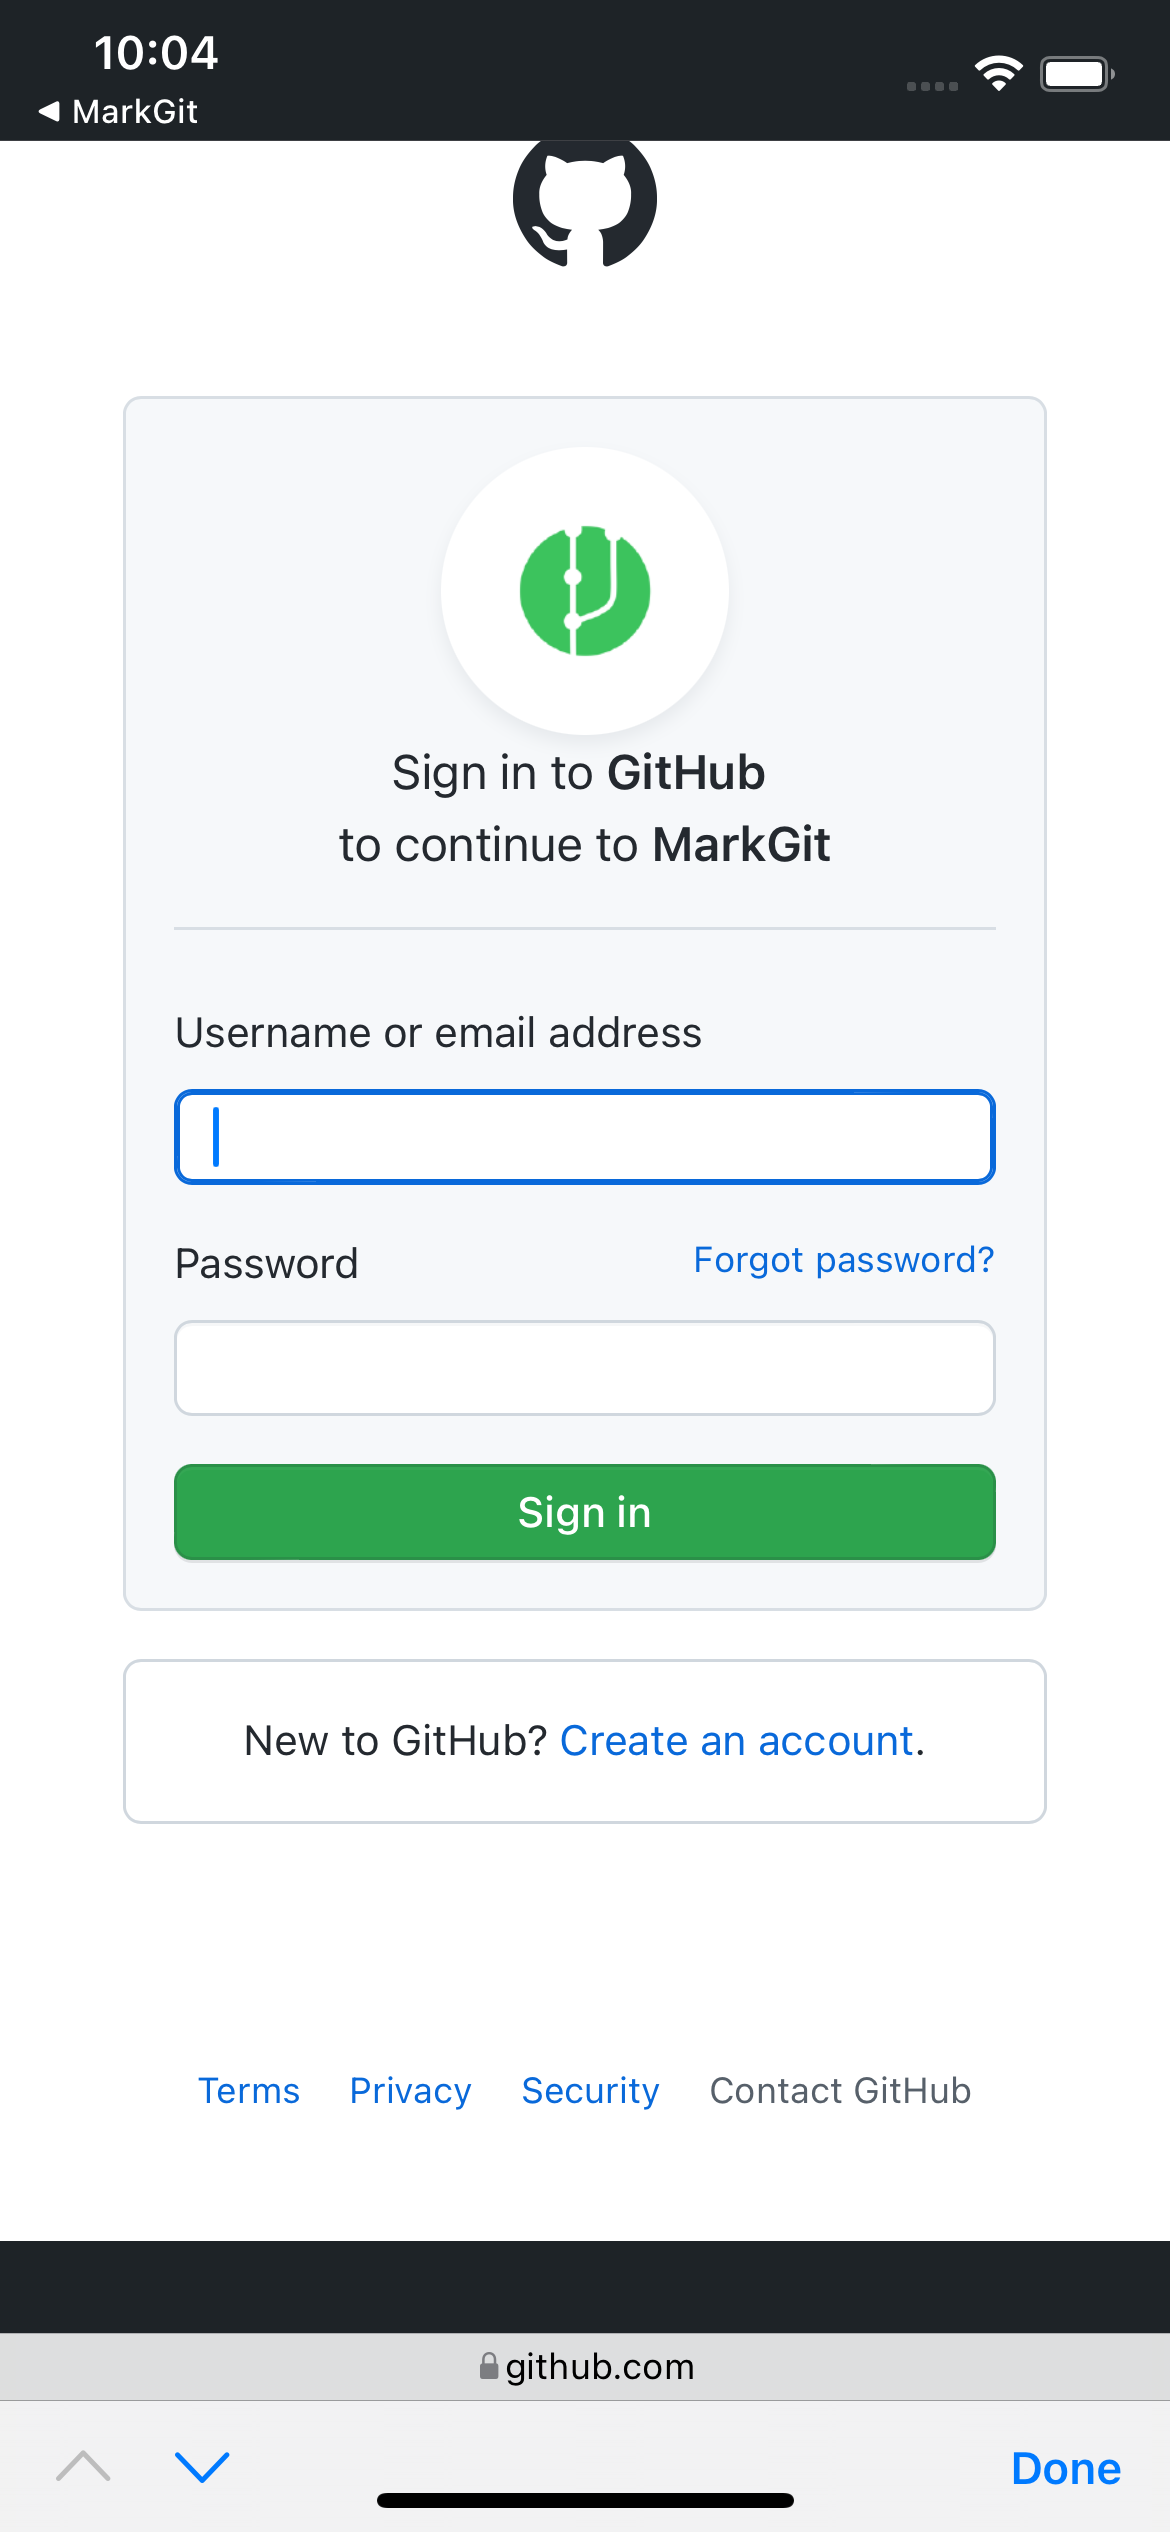 10:04
◀ MarkGit
Sign in to GitHub
to continue to MarkGit
Username or email address
Password
Forgot password?
Sign in
New to GitHub? Create an account.
Terms Privacy Security Contact GitHub
github.com
Done